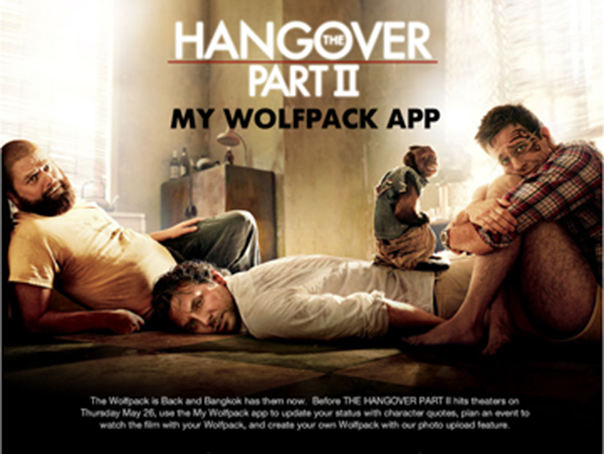 THE
HANGOVER
PART II
MY WOLFPACK APP
The Wolfpack is Back and Bangkok has them now. Before THE HANGOVER PART II hits theaters on
Thursday May 26, use the My Wolfpack app to update your status with character quotes, plan an event to
watch the film with your Wolfpack, and create your own Wolfpack with our photo upload feature.